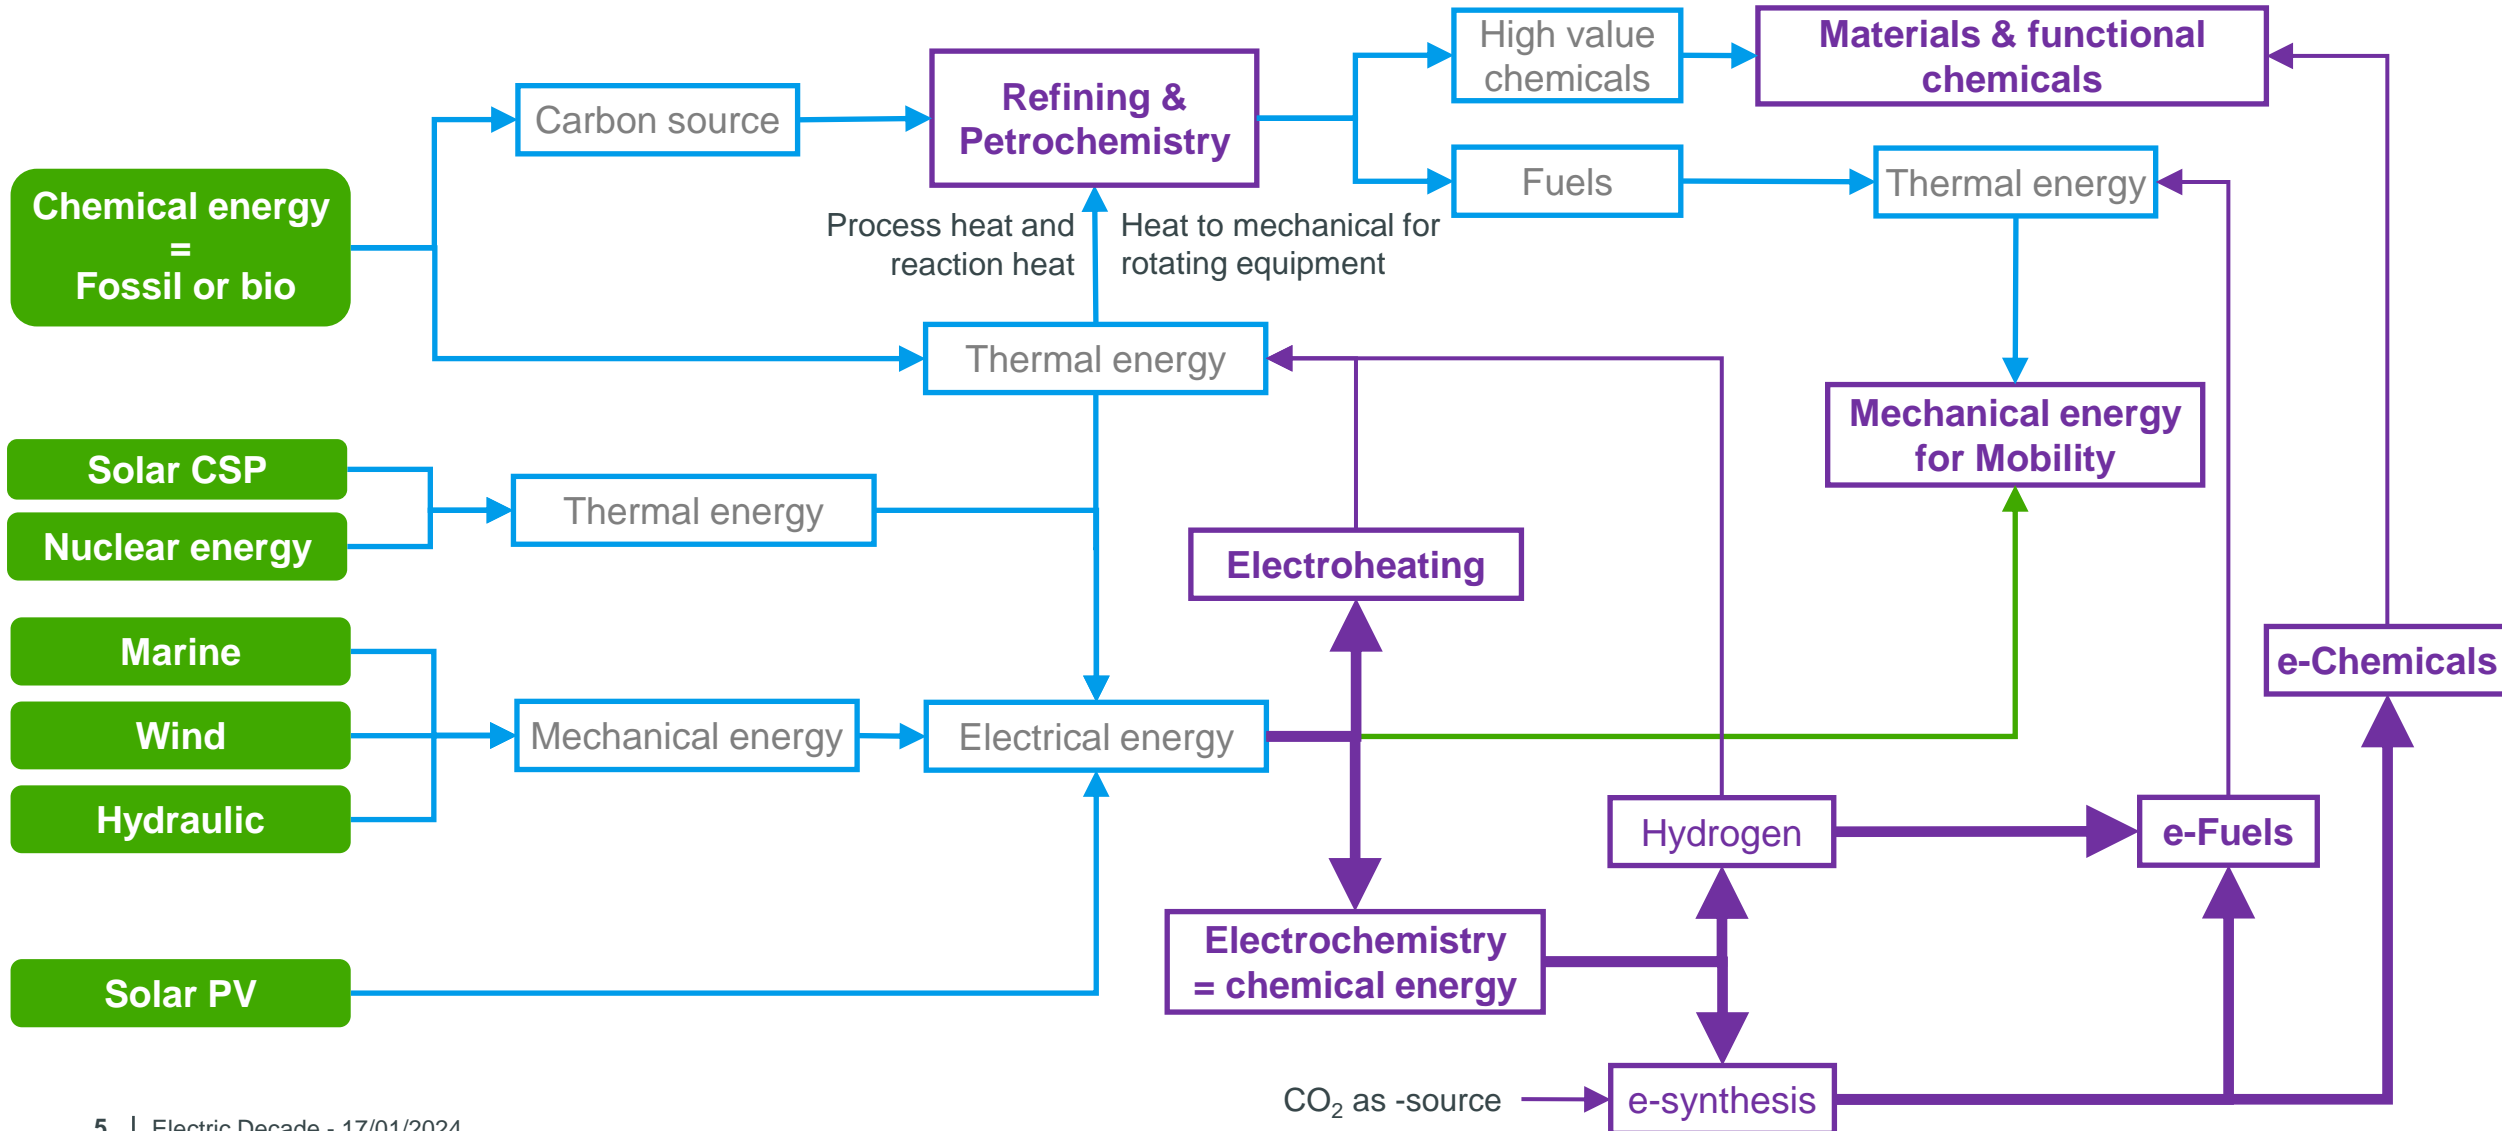 High value
chemicals
Materials & functional
chemicals
Refining &
Petrochemistry
Carbon source
Fuels
Thermal energy
Chemical energy
=
Fossil or bio
Process heat and
reaction heat
Heat to mechanical for
rotating equipment
Thermal energy
Mechanical energy
for Mobility
Solar CSP
Nuclear energy
Thermal energy
Electroheating
Marine
Wind
Hydraulic
Mechanical energy
Electrical energy
e-Chemicals
Hydrogen
e-Fuels
Electrochemistry
= chemical energy
Solar PV
CO₂ as -source
e-synthesis
5 | Electric Decade - 17/01/2024